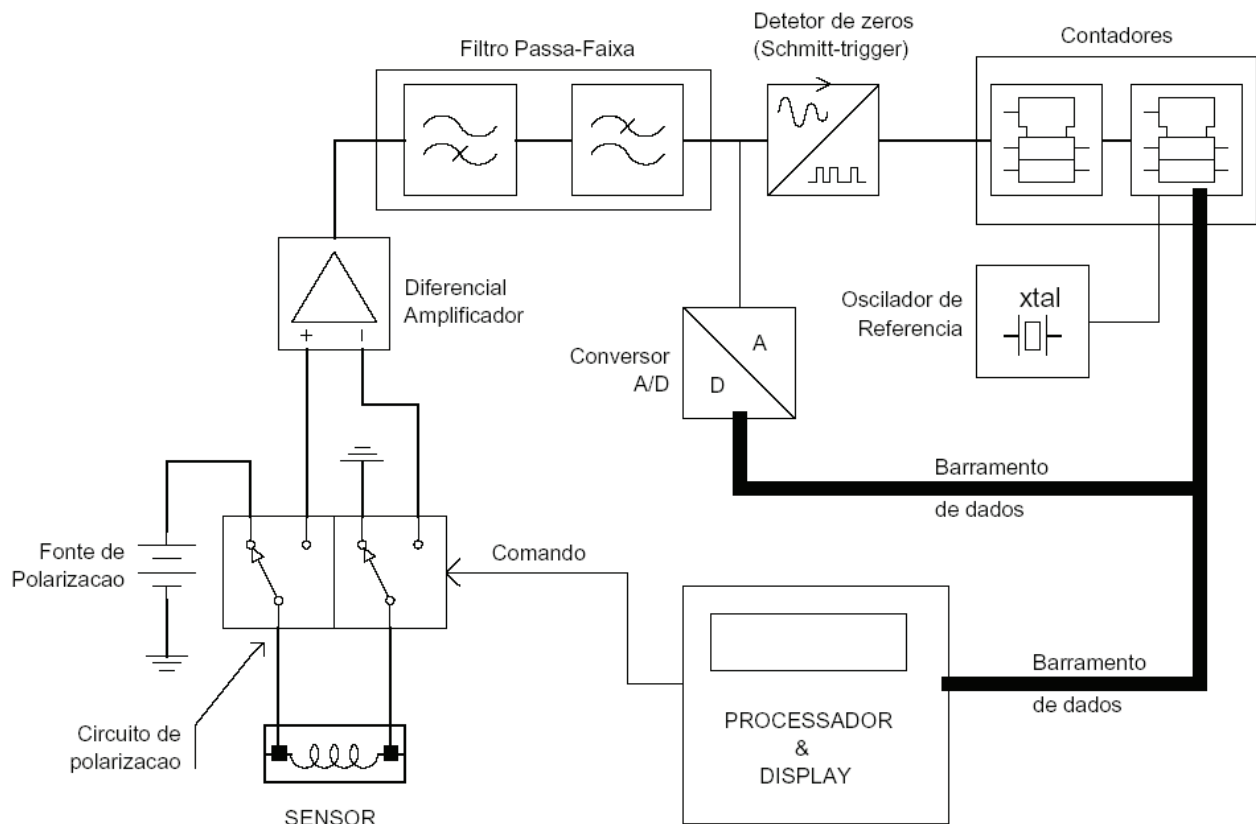 Detetor de zeros
(Schmitt-trigger)
Filtro Passa-Faixa
Contadores
Diferencial
Amplificador
+
Oscilador de
Referencia
xtal
Conversor
A/D
A
D
Barramento
de dados
Fonte de
Polarizacao
Comando
Barramento
de dados
Circuito de
polarizacao
PROCESSADOR
&
DISPLAY
SENSOR